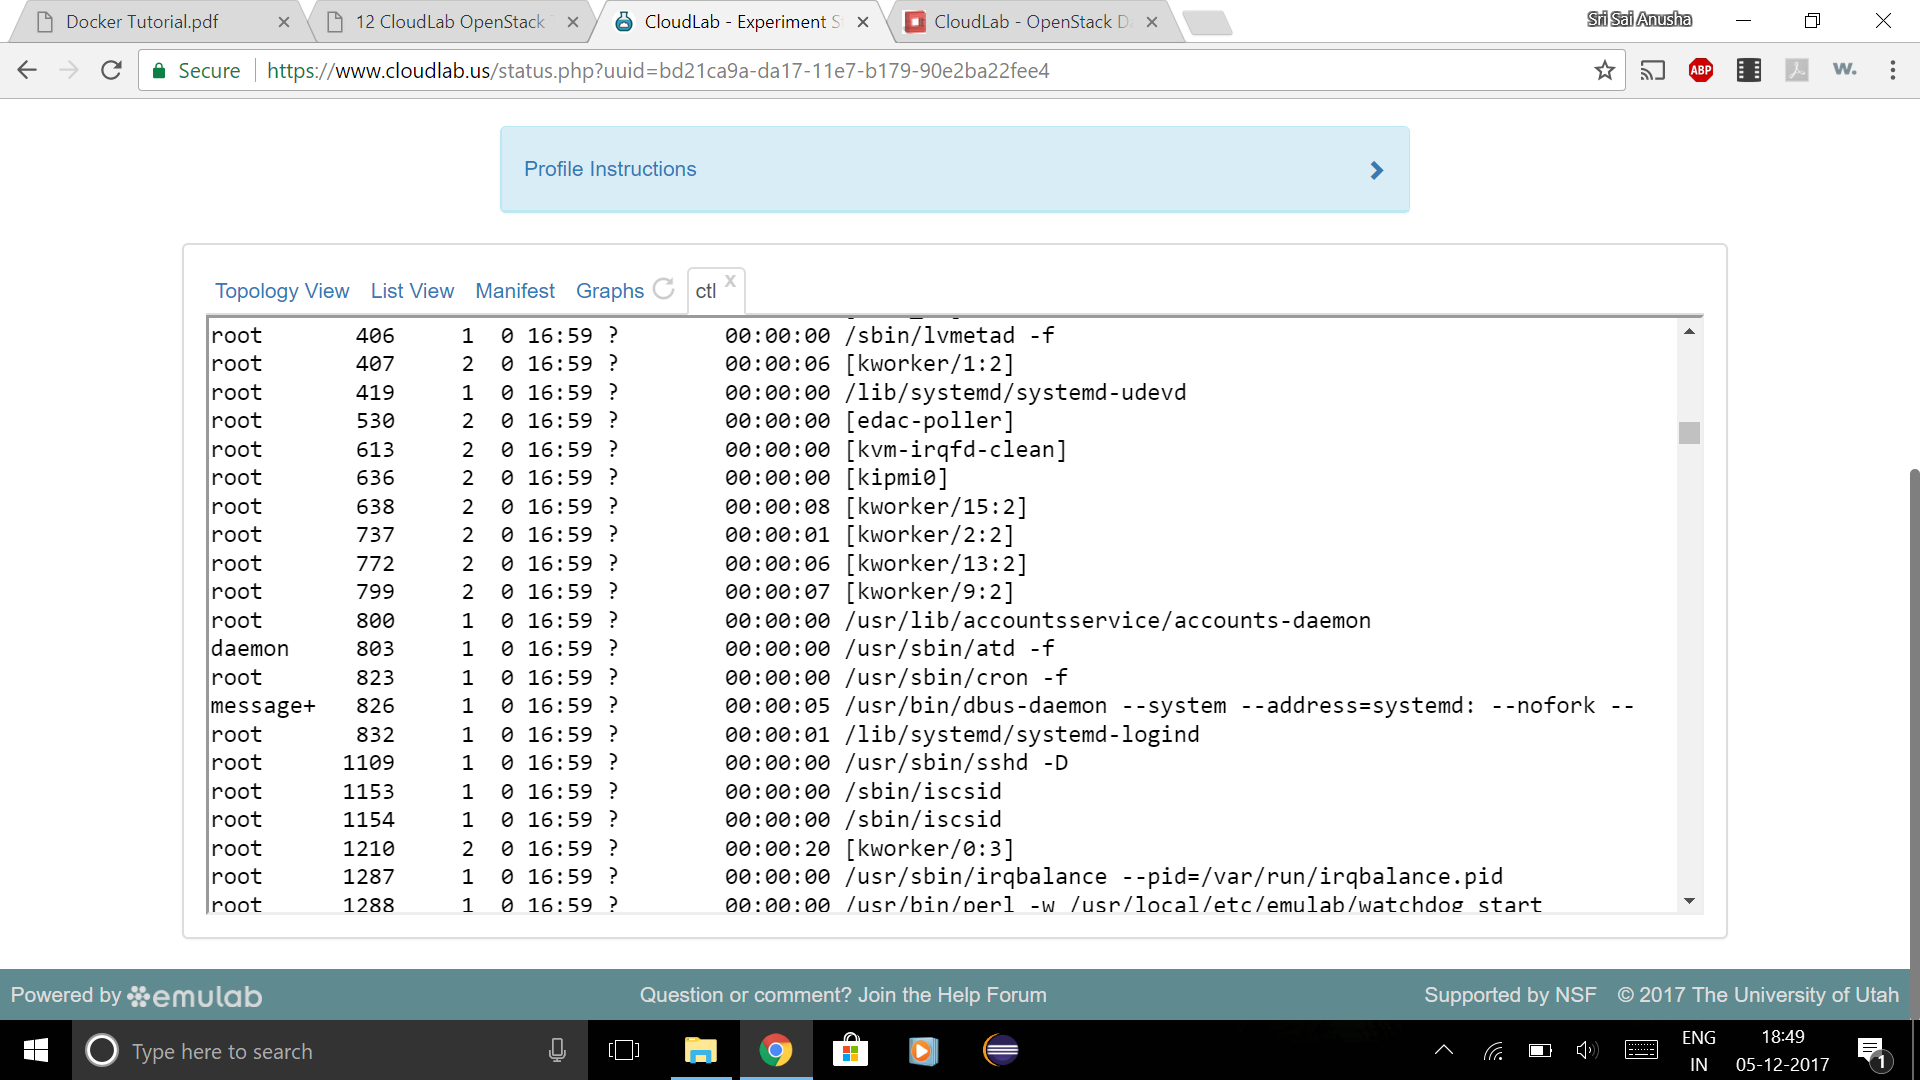 Docker Tutorial.pdf
12 CloudLab OpenStack
CloudLab - Experiment S
CloudLab - OpenStack D
Sri Sai Anusha
Secure
https://www.cloudlab.us/status.php?uuid=bd21ca9a-da17-11e7-b179-90e2ba22fee4
ABP
w.
Profile Instructions
Topology View List View Manifest Graphs ctl x
root 406 1 0 16:59 ? 00:00:00 /sbin/lvmetad -f
root 407 2 0 16:59 ? 00:00:06 [kworker/1:2]
root 419 1 0 16:59 ? 00:00:00 /lib/systemd/systemd-udevd
root 530 2 0 16:59 ? 00:00:00 [edac-poller]
root 613 2 0 16:59 ? 00:00:00 [kvm-irqfd-clean]
root 636 2 0 16:59 ? 00:00:00 [kipmi0]
root 638 2 0 16:59 ? 00:00:08 [kworker/15:2]
root 737 2 0 16:59 ? 00:00:01 [kworker/2:2]
root 772 2 0 16:59 ? 00:00:06 [kworker/13:2]
root 799 2 0 16:59 ? 00:00:07 [kworker/9:2]
root 800 1 0 16:59 ? 00:00:00 /usr/lib/accountsservice/accounts-daemon
daemon 803 1 0 16:59 ? 00:00:00 /usr/sbin/atd -f
root 823 1 0 16:59 ? 00:00:00 /usr/sbin/cron -f
message+ 826 1 0 16:59 ? 00:00:05 /usr/bin/dbus-daemon --system --address=systemd: --nofork --
root 832 1 0 16:59 ? 00:00:01 /lib/systemd/systemd-logind
root 1109 1 0 16:59 ? 00:00:00 /usr/sbin/sshd -D
root 1153 1 0 16:59 ? 00:00:00 /sbin/iscsid
root 1154 1 0 16:59 ? 00:00:00 /sbin/iscsid
root 1210 2 0 16:59 ? 00:00:20 [kworker/0:3]
root 1287 1 0 16:59 ? 00:00:00 /usr/sbin/irqbalance --pid=/var/run/irqbalance.pid
root 1288 1 0 16:59 ? 00:00:00 /usr/bin/perl -w /usr/local/etc/emulab/watchdog start
Powered by emulab
Question or comment? Join the Help Forum
Supported by NSF © 2017 The University of Utah
Type here to search
ENG
IN
18:49
05-12-2017
1